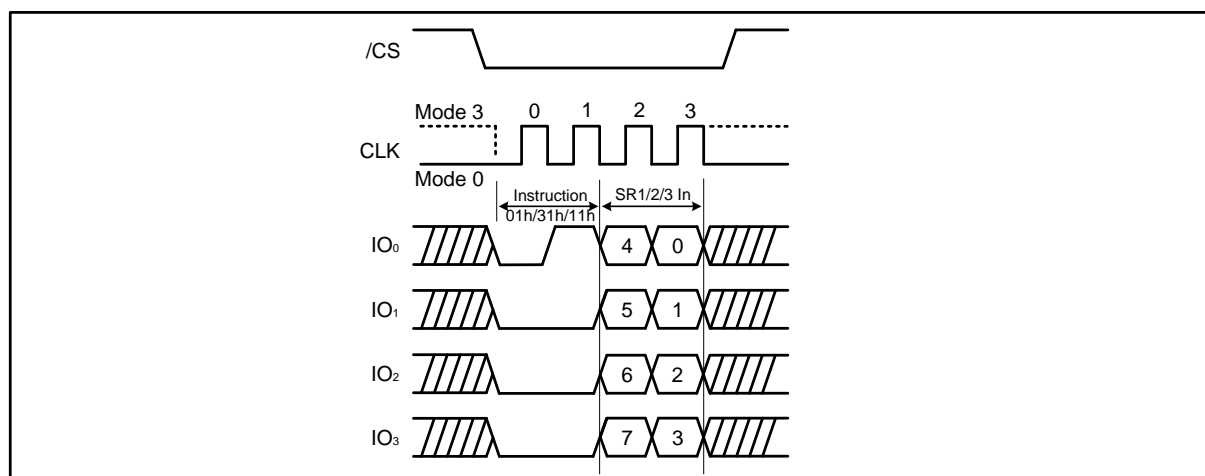 /CS
Mode 3 0 1 2 3
CLK
Mode 0
Instruction SR1/2/3 In
01h/31h/11h
IO₀ 4 0
IO₁ 5 1
IO₂ 6 2
IO₃ 7 3